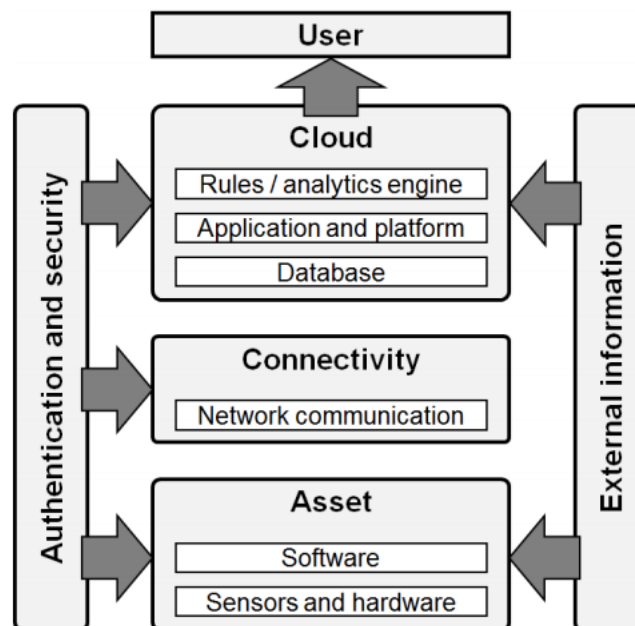 User
Authentication and security
Cloud
Rules / analytics engine
Application and platform
Database
Connectivity
Network communication
Asset
Software
Sensors and hardware
External information